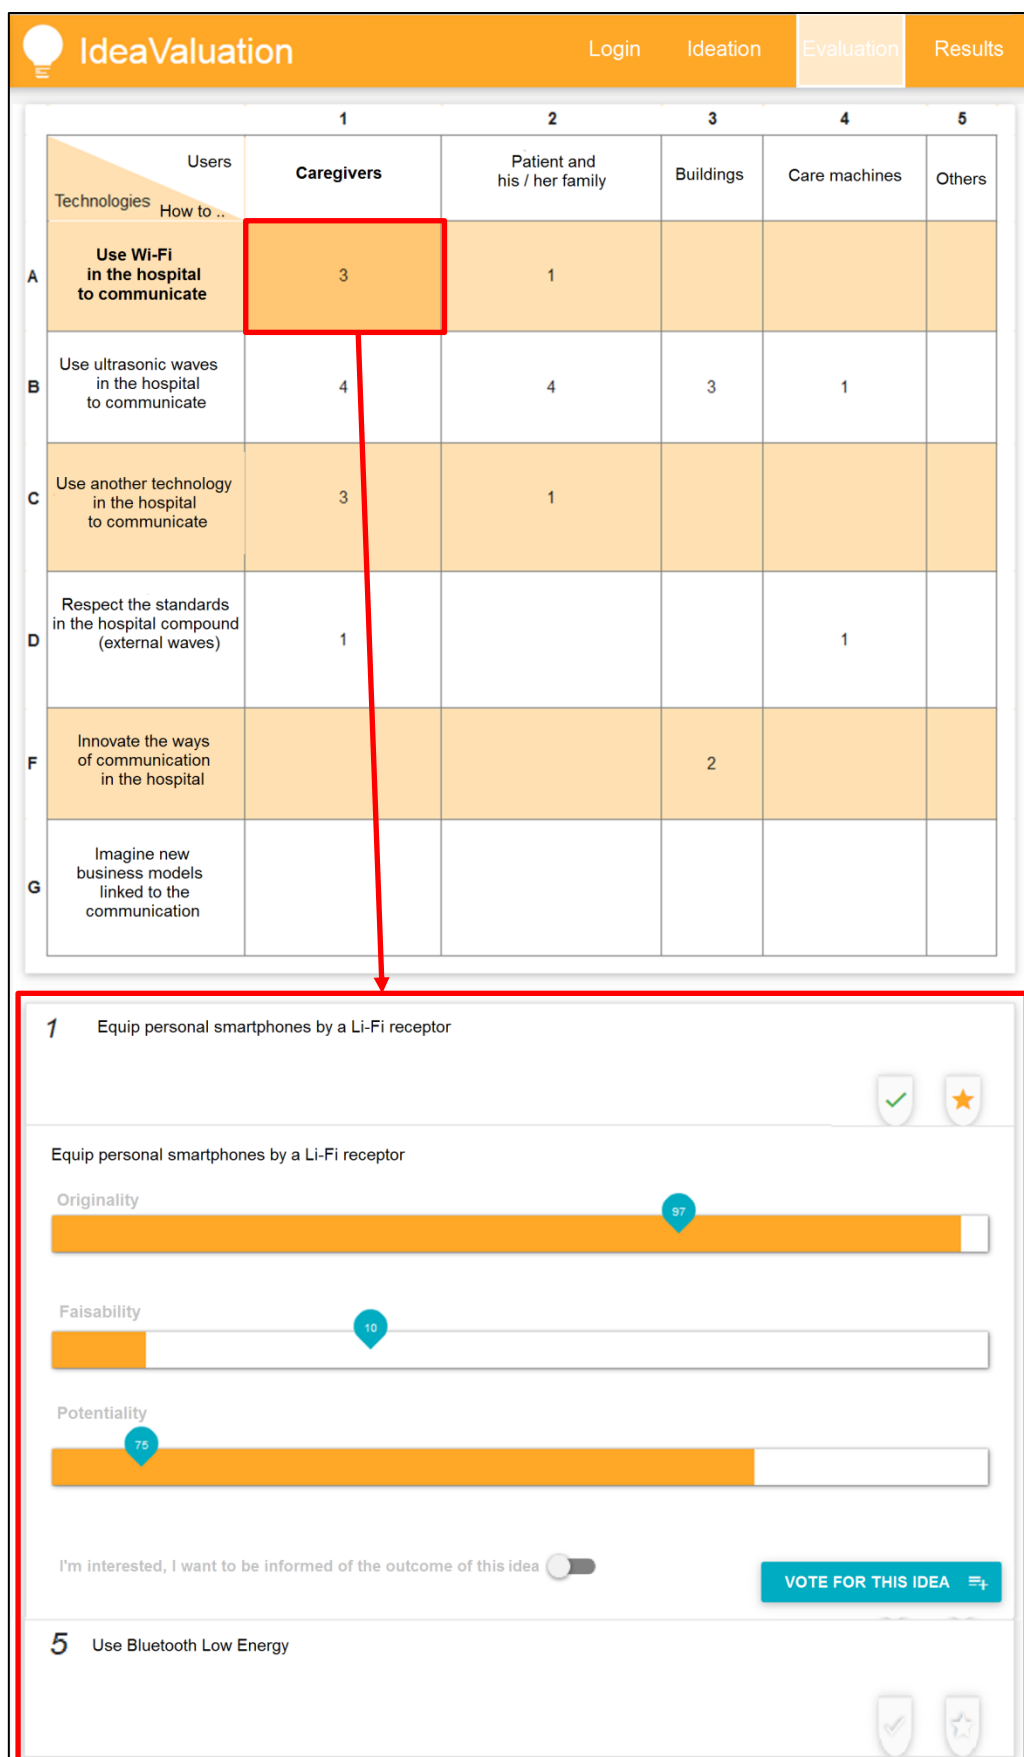 IdeaValuation Login Ideation Evaluation Results
1 2 3 4 5
Users
Technologies
How to ..
Caregivers
Patient and
his / her family
Buildings
Care machines
Others
A
Use Wi-Fi
in the hospital
to communicate
3 1
B
Use ultrasonic waves
in the hospital
to communicate
4 4 3 1
C
Use another technology
in the hospital
to communicate
3 1
D
Respect the standards
in the hospital compound
(external waves)
1 1
F
Innovate the ways
of communication
in the hospital
2
G
Imagine new
business models
linked to the
communication
1 Equip personal smartphones by a Li-Fi receptor
Equip personal smartphones by a Li-Fi receptor
Originality
97
Faisability
10
Potentiality
75
I'm interested, I want to be informed of the outcome of this idea
VOTE FOR THIS IDEA
5 Use Bluetooth Low Energy